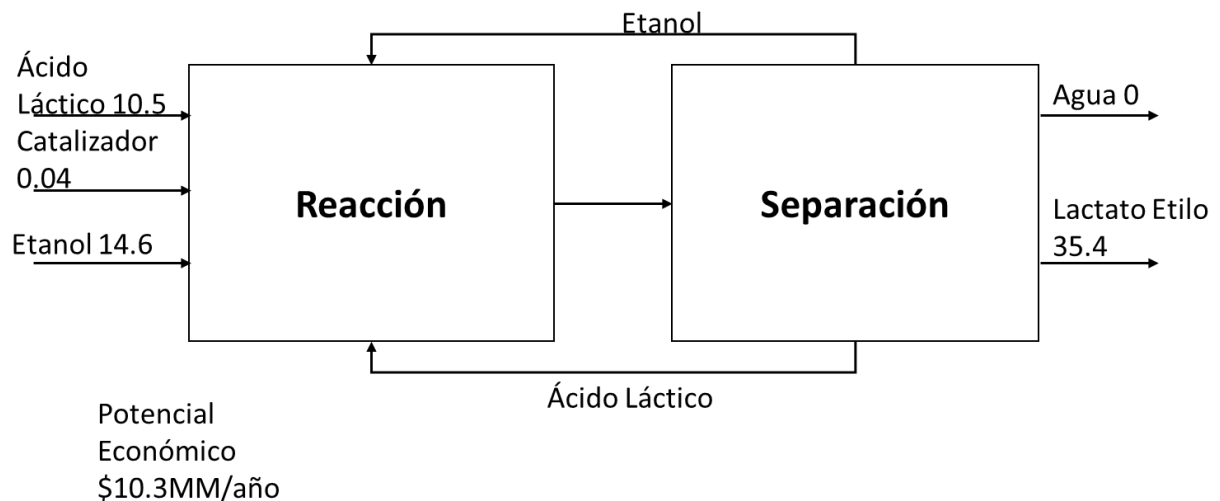 Etanol
Ácido
Láctico 10.5
Catalizador
0.04
Etanol 14.6
Reacción
Separación
Agua 0
Lactato Etilo
35.4
Ácido Láctico
Potencial
Económico
$10.3MM/año